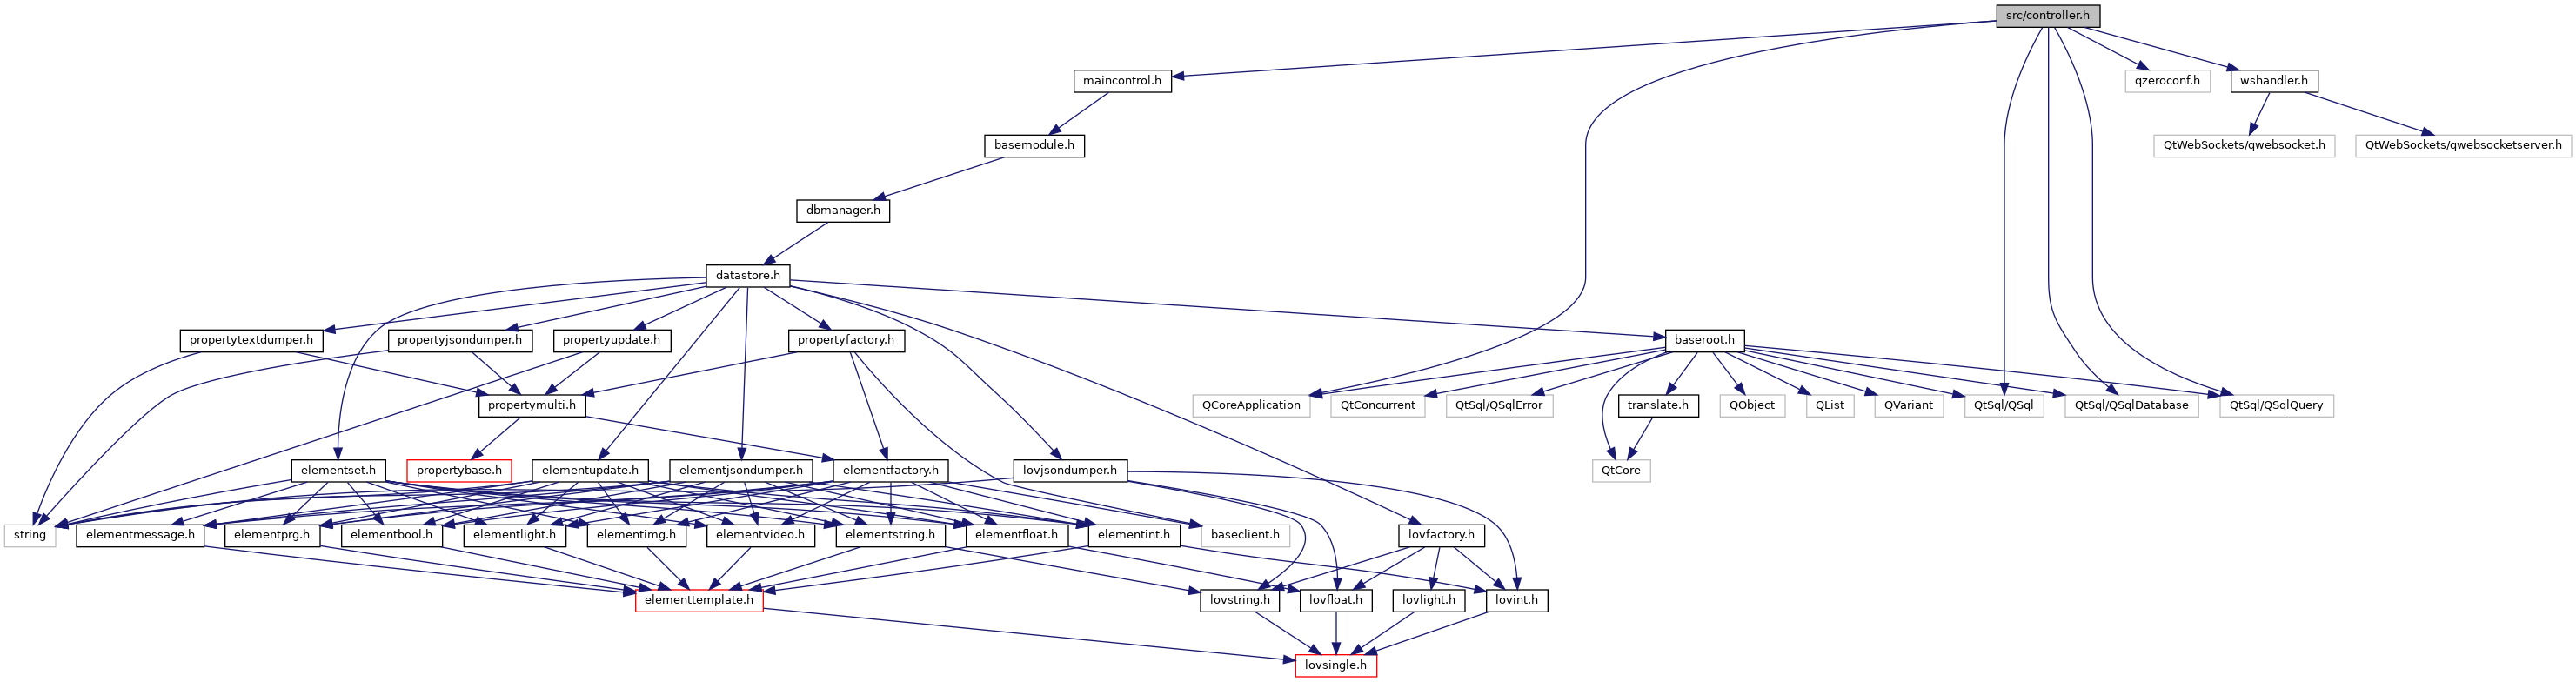 src/controller.h
maincontrol.h
qzeroconf.h
wshandler.h
basemodule.h
QtWebSockets/qwebsocket.h
QtWebSockets/qwebsocketserver.h
dbmanager.h
datastore.h
propertytextdumper.h
propertyjsondumper.h
propertyupdate.h
propertyfactory.h
baseroot.h
propertymulti.h
QCoreApplication
QtConcurrent
QtSql/QSqlError
translate.h
QObject
QList
QVariant
QtSql/QSql
QtSql/QSqlDatabase
QtSql/QSqlQuery
elementset.h
propertybase.h
elementupdate.h
elementjsondumper.h
elementfactory.h
lovjsondumper.h
QtCore
string
elementmessage.h
elementprg.h
elementbool.h
elementlight.h
elementimg.h
elementvideo.h
elementstring.h
elementfloat.h
elementint.h
baseclient.h
lovfactory.h
elementtemplate.h
lovstring.h
lovfloat.h
lovlight.h
lovint.h
lovsingle.h